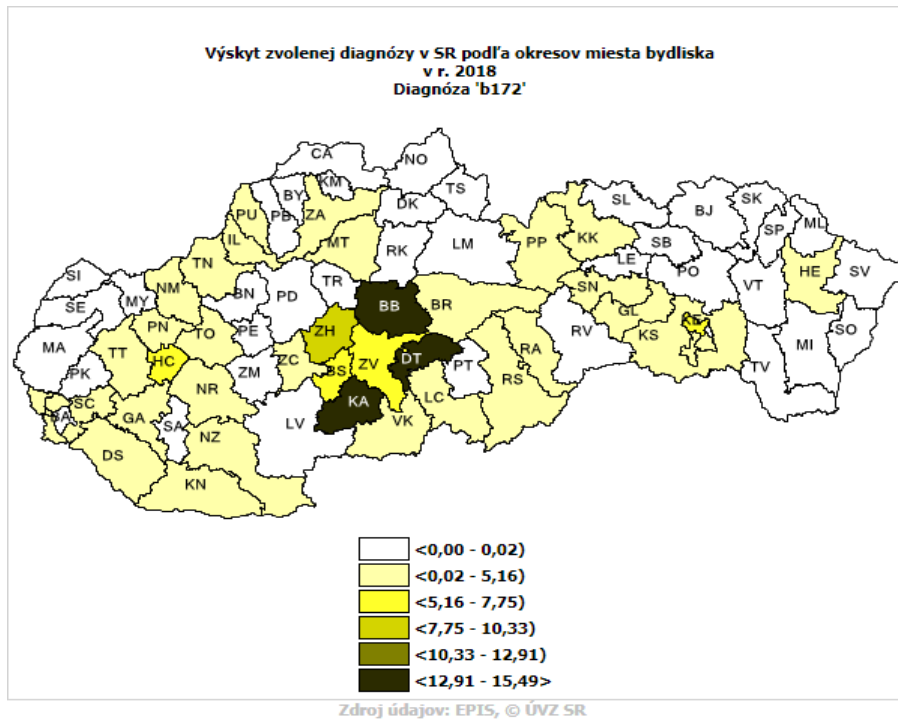 Výskyt zvolenej diagnózy v SR podľa okresov miesta bydliska
v r. 2018
Diagnóza 'b172'
CA
NO
KM
TS
BY
PU
PB
ZA
DK
SL
BJ
SK
ML
SP
IL
MT
RK
LM
PP
KK
SB
LE
PO
HE
SV
TN
SI
SE
MY
NM
BN
PD
TR
BB
BR
SN
GL
KE
VT
MA
PN
TO
PE
ZH
KS
RV
SO
MI
TV
TT
HC
ZM
ZC
BS
ZV
ĎT
PT
RA
RS
PK
NR
KA
LC
SC
BA
GA
SA
NZ
LV
VK
DS
KN
<0,00 - 0,02)
<0,02 - 5,16)
<5,16 - 7,75)
<7,75 - 10,33)
<10,33 - 12,91)
<12,91 - 15,49>
Zdroj údajov: EPIS, © ÚVZ SR